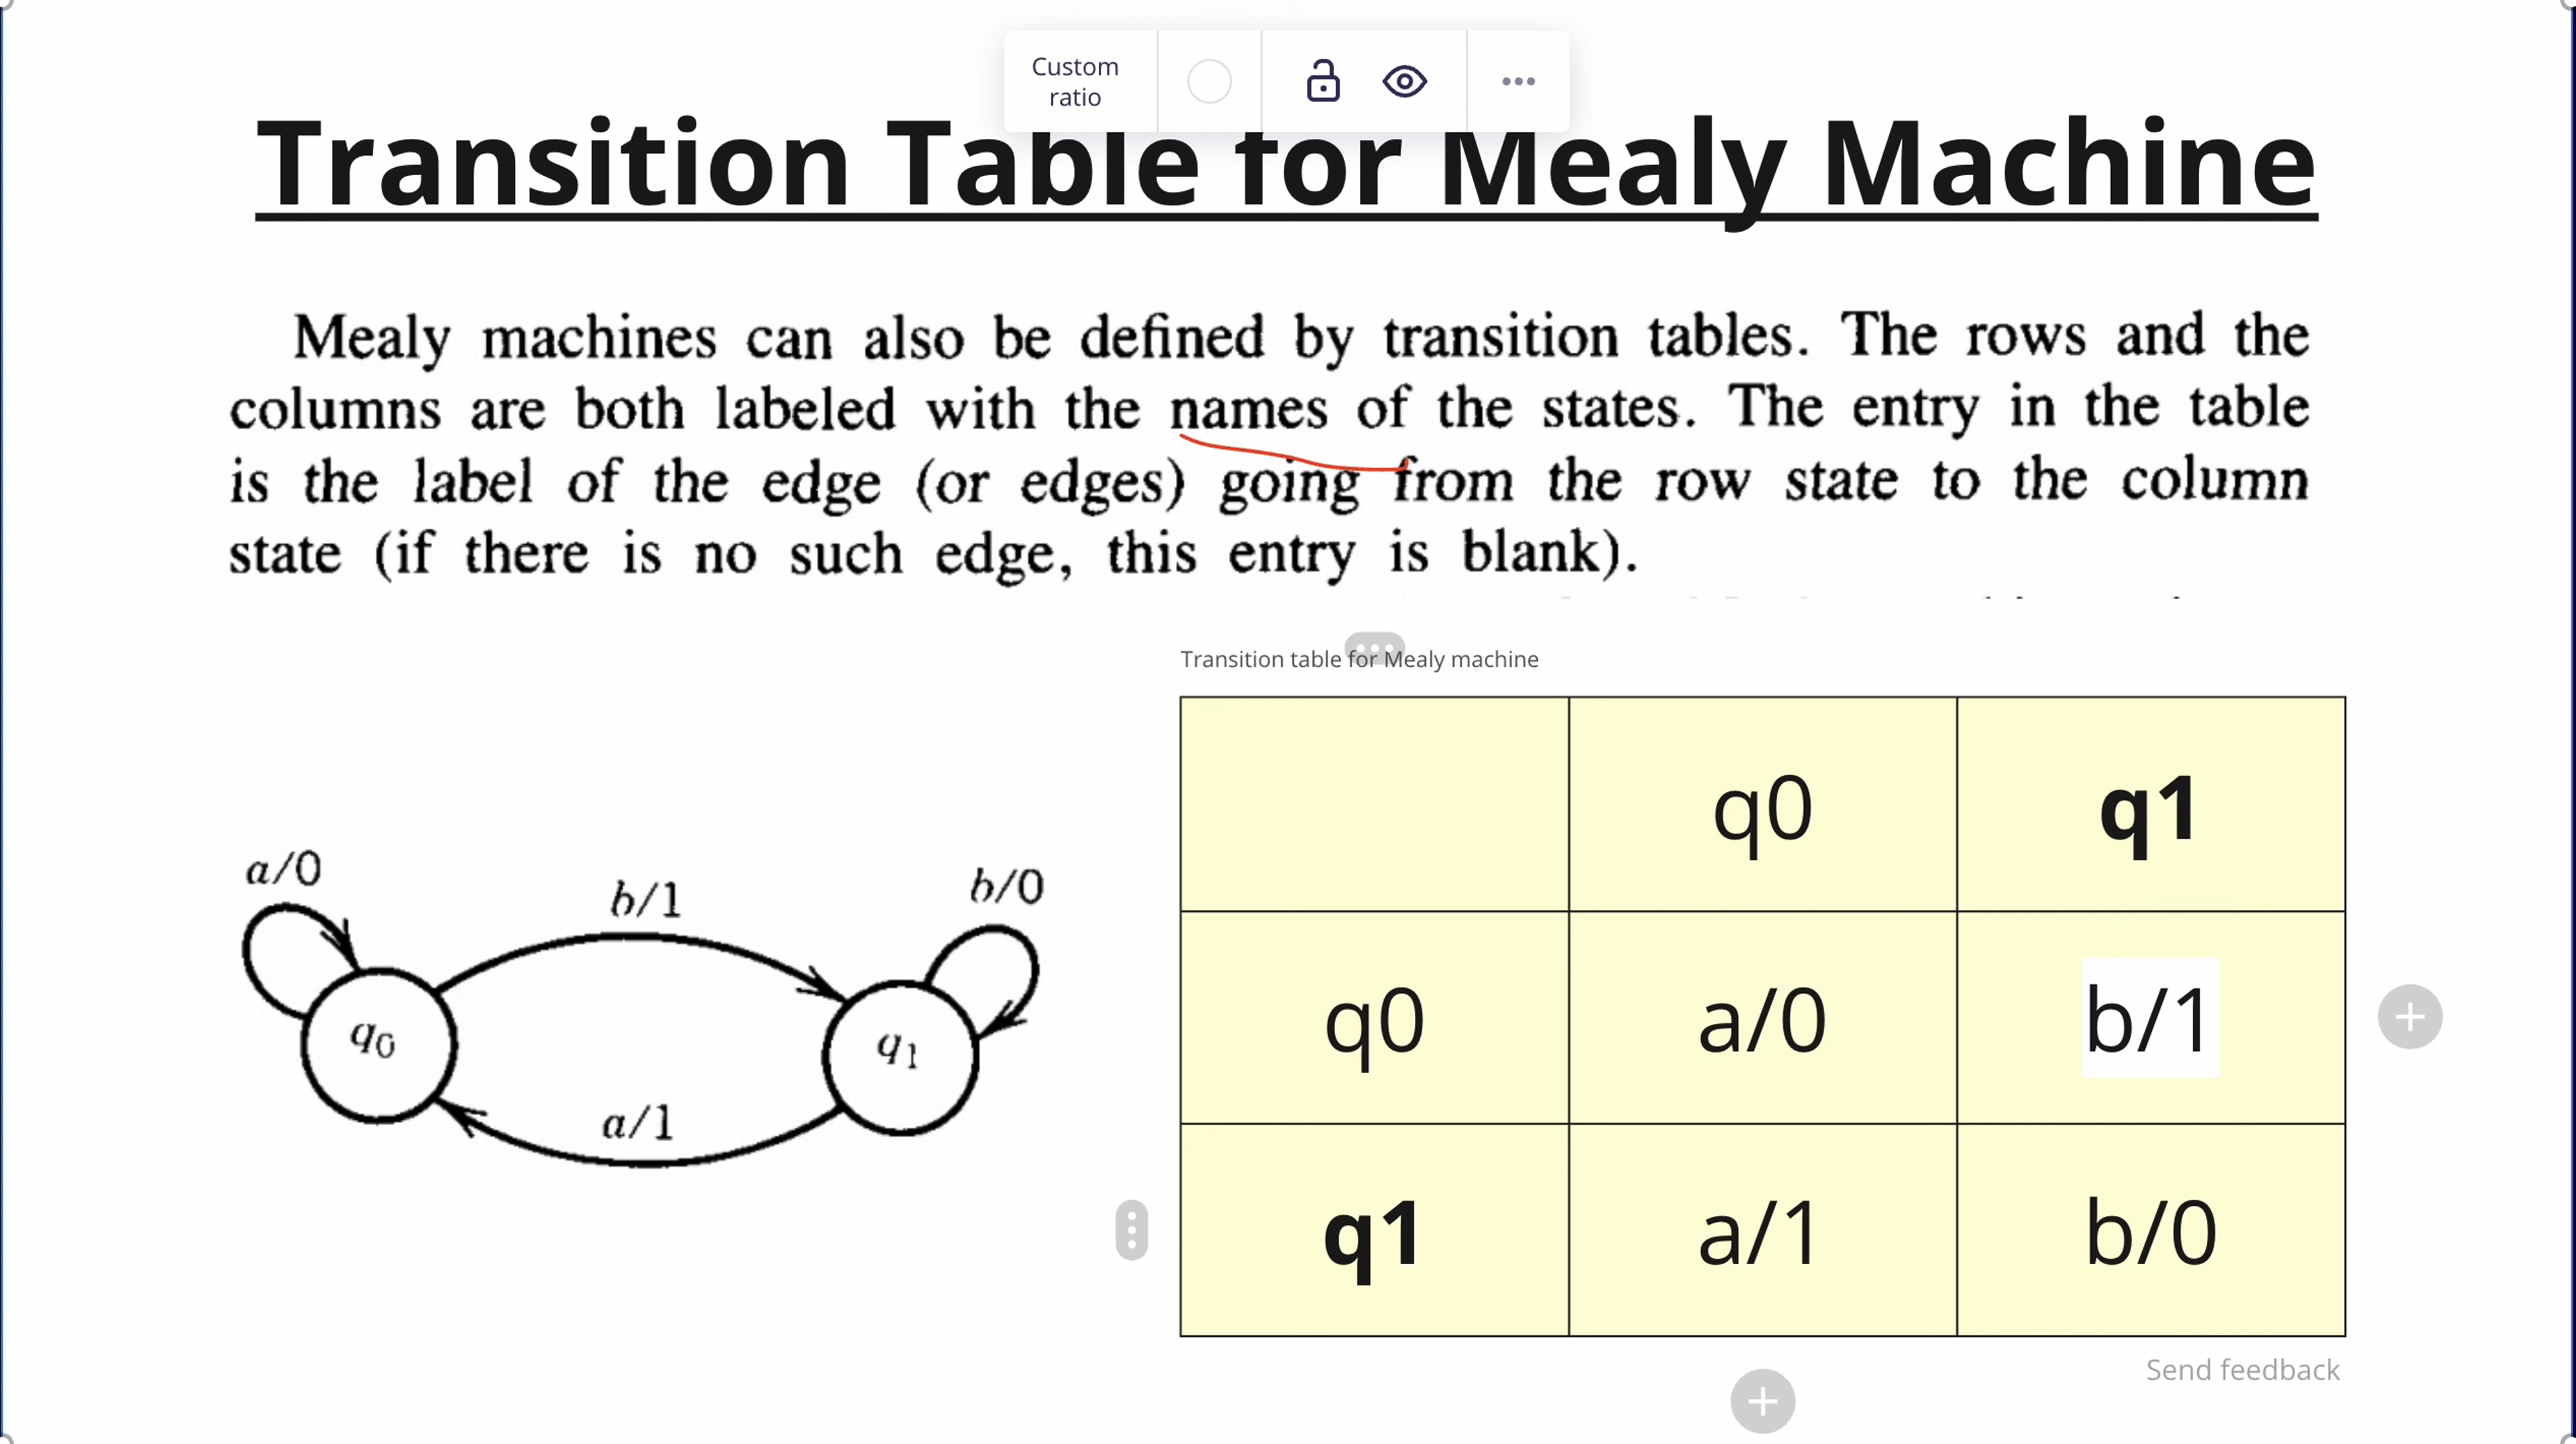 Custom
ratio
Transition Table for Mealy Machine
Mealy machines can also be defined by transition tables. The rows and the
columns are both labeled with the names of the states. The entry in the table
is the label of the edge (or edges) going from the row state to the column
state (if there is no such edge, this entry is blank).
Transition table for Mealy machine
a/0
b/1
b/0
q0
q1
a/1
q0 q1
q0 a/0 b/1
q1 a/1 b/0
Send feedback